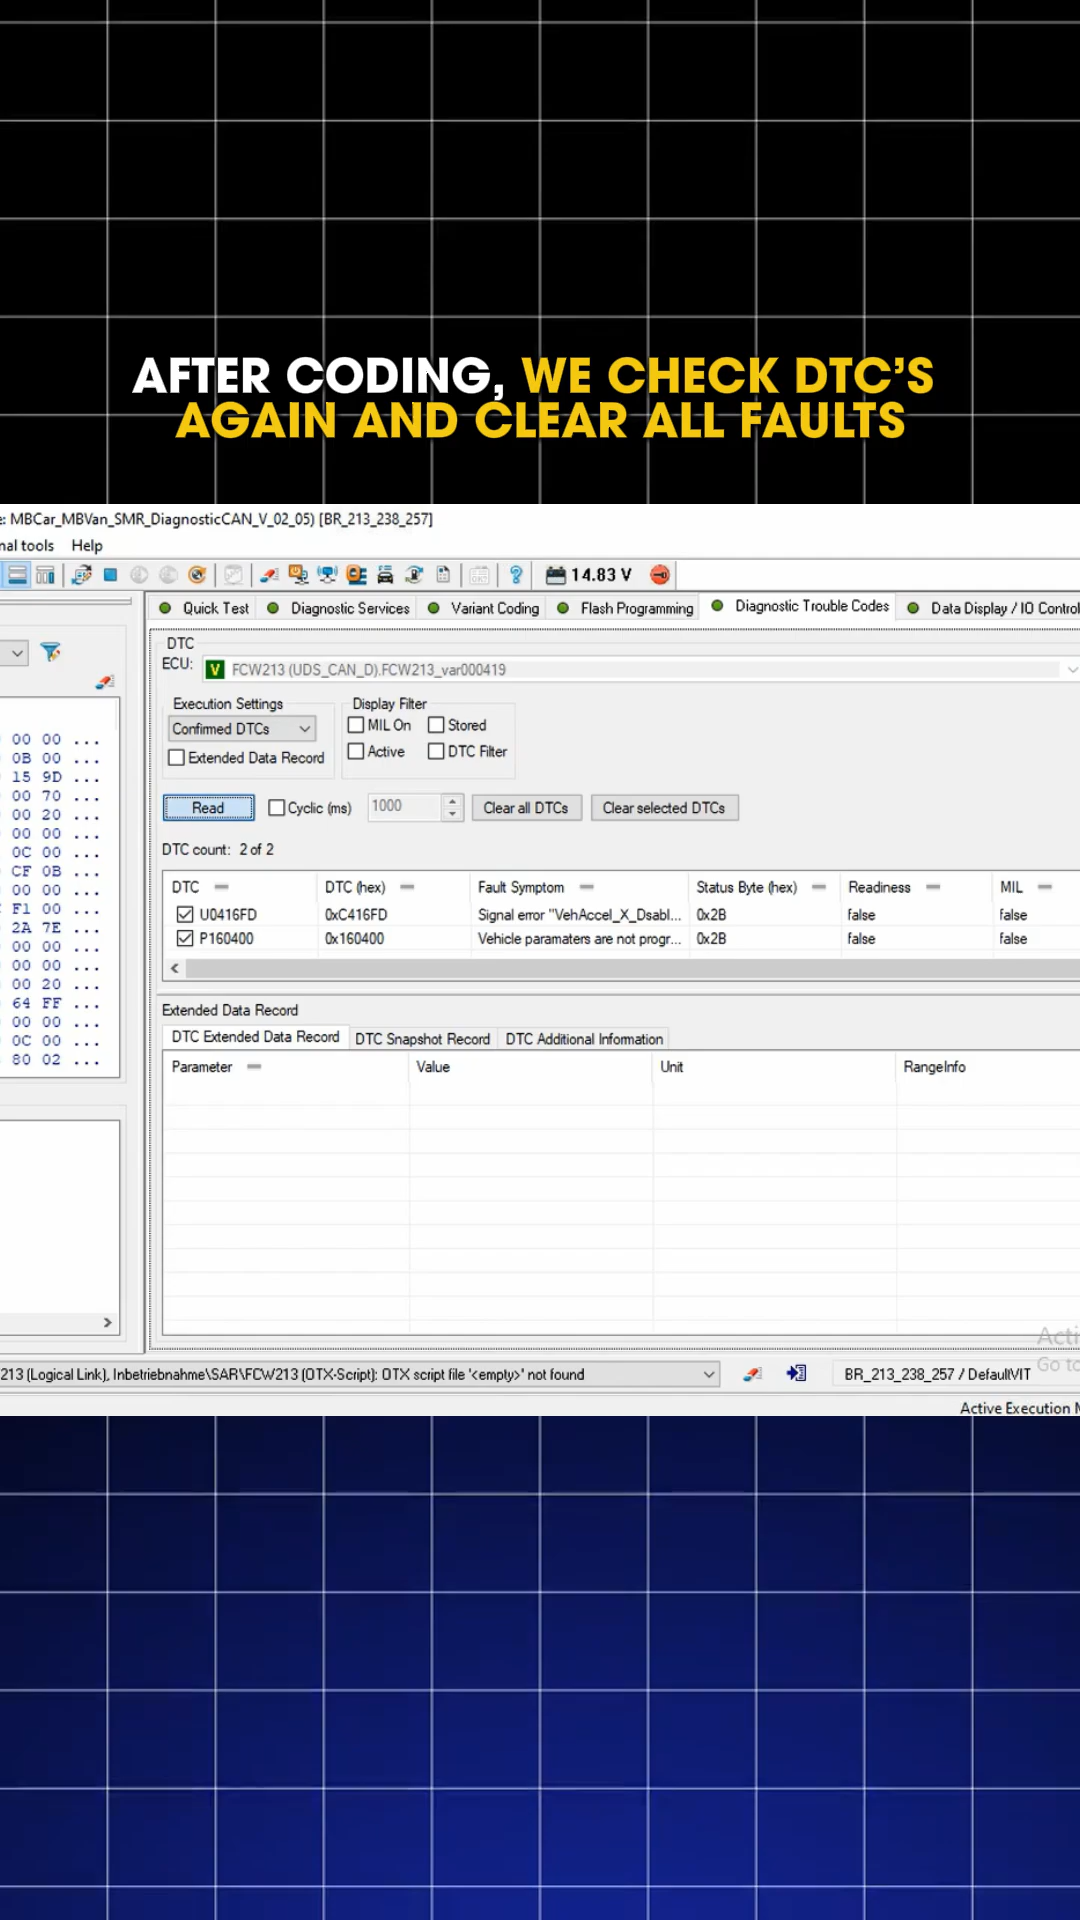 AFTER CODING, WE CHECK DTC'S
AGAIN AND CLEAR ALL FAULTS
e: MBCar_MBVan_SMR_DiagnosticCAN_V_02_05) [BR_213_238_257]
nal tools Help
14.83 V
Quick Test Diagnostic Services Variant Coding Flash Programming Diagnostic Trouble Codes Data Display / IO Control
DTC
ECU: V FCW213 (UDS_CAN_D).FCW213_var000419
Execution Settings Display Filter
Confirmed DTCs MIL On Stored
Extended Data Record Active DTC Filter
Read Cyclic (ms) 1000 Clear all DTCs Clear selected DTCs
DTC count: 2 of 2
DTC DTC (hex) Fault Symptom Status Byte (hex) Readiness MIL
U0416FD 0xC416FD Signal error "VehAccel_X_Dsabl... 0x2B false false
P160400 0x160400 Vehicle paramaters are not progr... 0x2B false false
Extended Data Record
DTC Extended Data Record DTC Snapshot Record DTC Additional Information
Parameter Value Unit RangeInfo
00 00 ...
0B 00 ...
15 9D ...
00 70 ...
00 20 ...
00 00 ...
0C 00 ...
CF 0B ...
00 00 ...
F1 00 ...
2A 7E ...
00 00 ...
00 00 ...
00 20 ...
64 FF ...
00 00 ...
0C 00 ...
80 02 ...
Acti
Go to
213 (Logical Link), Inbetriebnahme\SAR\FCW213 (OTX-Script): OTX script file '<empty>' not found
BR_213_238_257 / DefaultVIT
Active Execution M